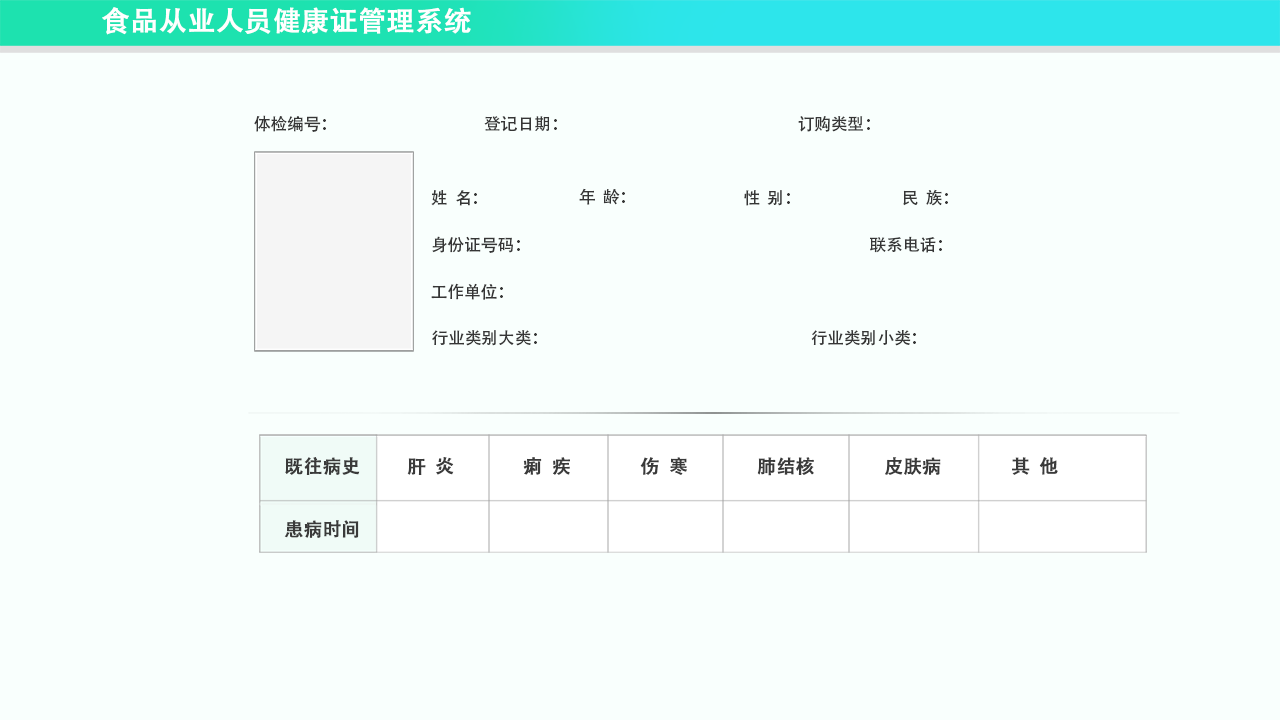 食品从业人员健康证管理系统
体检编号： 登记日期： 订购类型：
姓 名： 年 龄： 性 别： 民 族：
身份证号码： 联系电话：
工作单位：
行业类别大类： 行业类别小类：
既往病史 肝 炎 痢 疾 伤 寒 肺结核 皮肤病 其 他
患病时间